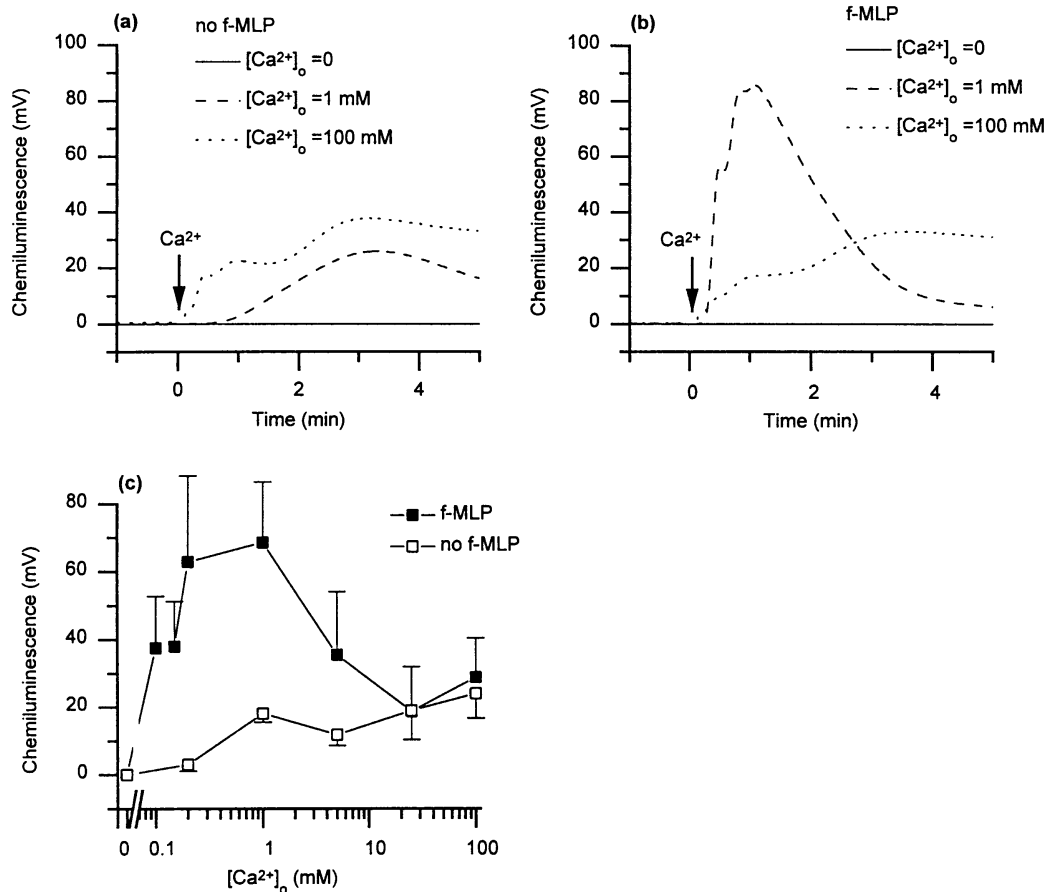 (a)
no f-MLP
[Ca²⁺]ₒ =0
[Ca²⁺]ₒ =1 mM
[Ca²⁺]ₒ =100 mM
Chemiluminescence (mV)
100
80
60
40
20
0
Ca²⁺
0 2 4
Time (min)
(b)
f-MLP
[Ca²⁺]ₒ =0
[Ca²⁺]ₒ =1 mM
[Ca²⁺]ₒ =100 mM
Chemiluminescence (mV)
100
80
60
40
20
0
Ca²⁺
0 2 4
Time (min)
(c)
f-MLP
no f-MLP
Chemiluminescence (mV)
80
60
40
20
0
0 0.1 1 10 100
[Ca²⁺]ₒ (mM)